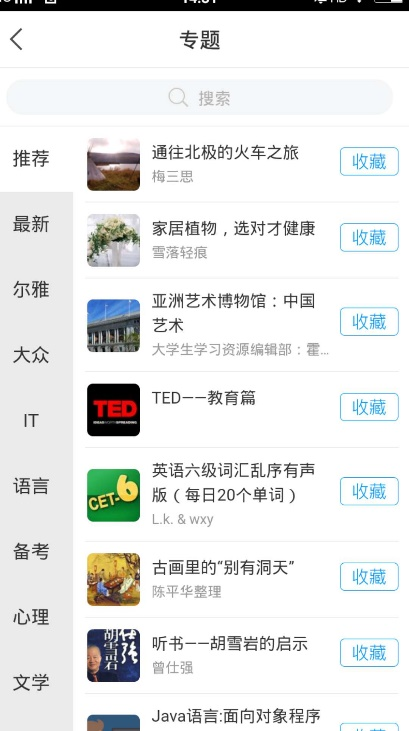 专题
搜索
推荐
最新
尔雅
大众
IT
语言
备考
心理
文学
通往北极的火车之旅
梅三思
收藏
家居植物，选对才健康
雪落轻痕
收藏
亚洲艺术博物馆：中国
艺术
大学生学习资源编辑部：霍...
收藏
TED
TED——教育篇
收藏
CET-6
英语六级词汇乱序有声
版（每日20个单词）
L.k. & wxy
收藏
古画里的“别有洞天”
陈平华整理
收藏
胡雪岩
听书——胡雪岩的启示
曾仕强
收藏
Java语言:面向对象程序